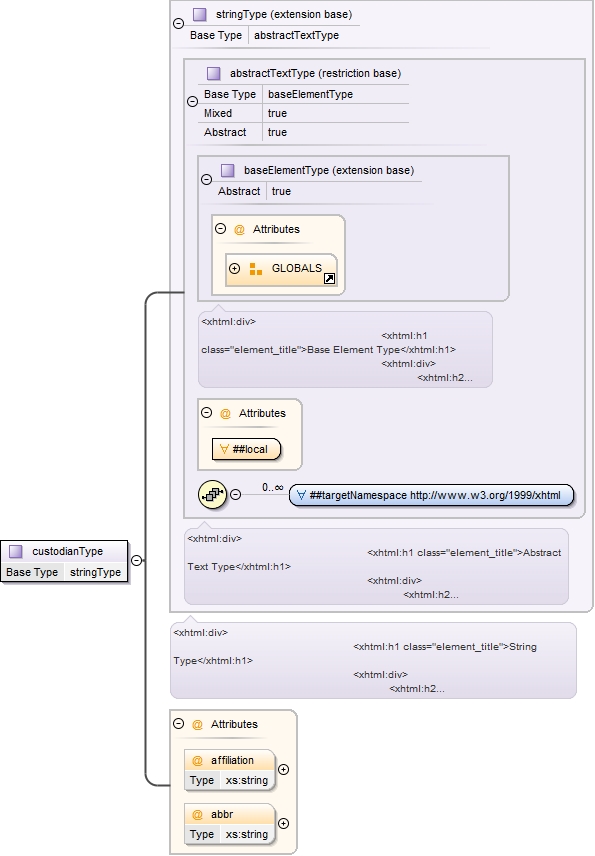 stringType (extension base)
Base Type abstractTextType
abstractTextType (restriction base)
Base Type baseElementType
Mixed true
Abstract true
baseElementType (extension base)
Abstract true
@ Attributes
GLOBALS
<xhtml:div>
<xhtml:h1
class="element_title">Base Element Type</xhtml:h1>
<xhtml:div>
<xhtml:h2...
@ Attributes
∀ ##local
0..∞
∀ ##targetNamespace http://www.w3.org/1999/xhtml
<xhtml:div>
<xhtml:h1 class="element_title">Abstract
Text Type</xhtml:h1>
<xhtml:div>
<xhtml:h2...
custodianType
Base Type stringType
<xhtml:div>
<xhtml:h1 class="element_title">String
Type</xhtml:h1>
<xhtml:div>
<xhtml:h2...
@ Attributes
@ affiliation
Type xs:string
@ abbr
Type xs:string